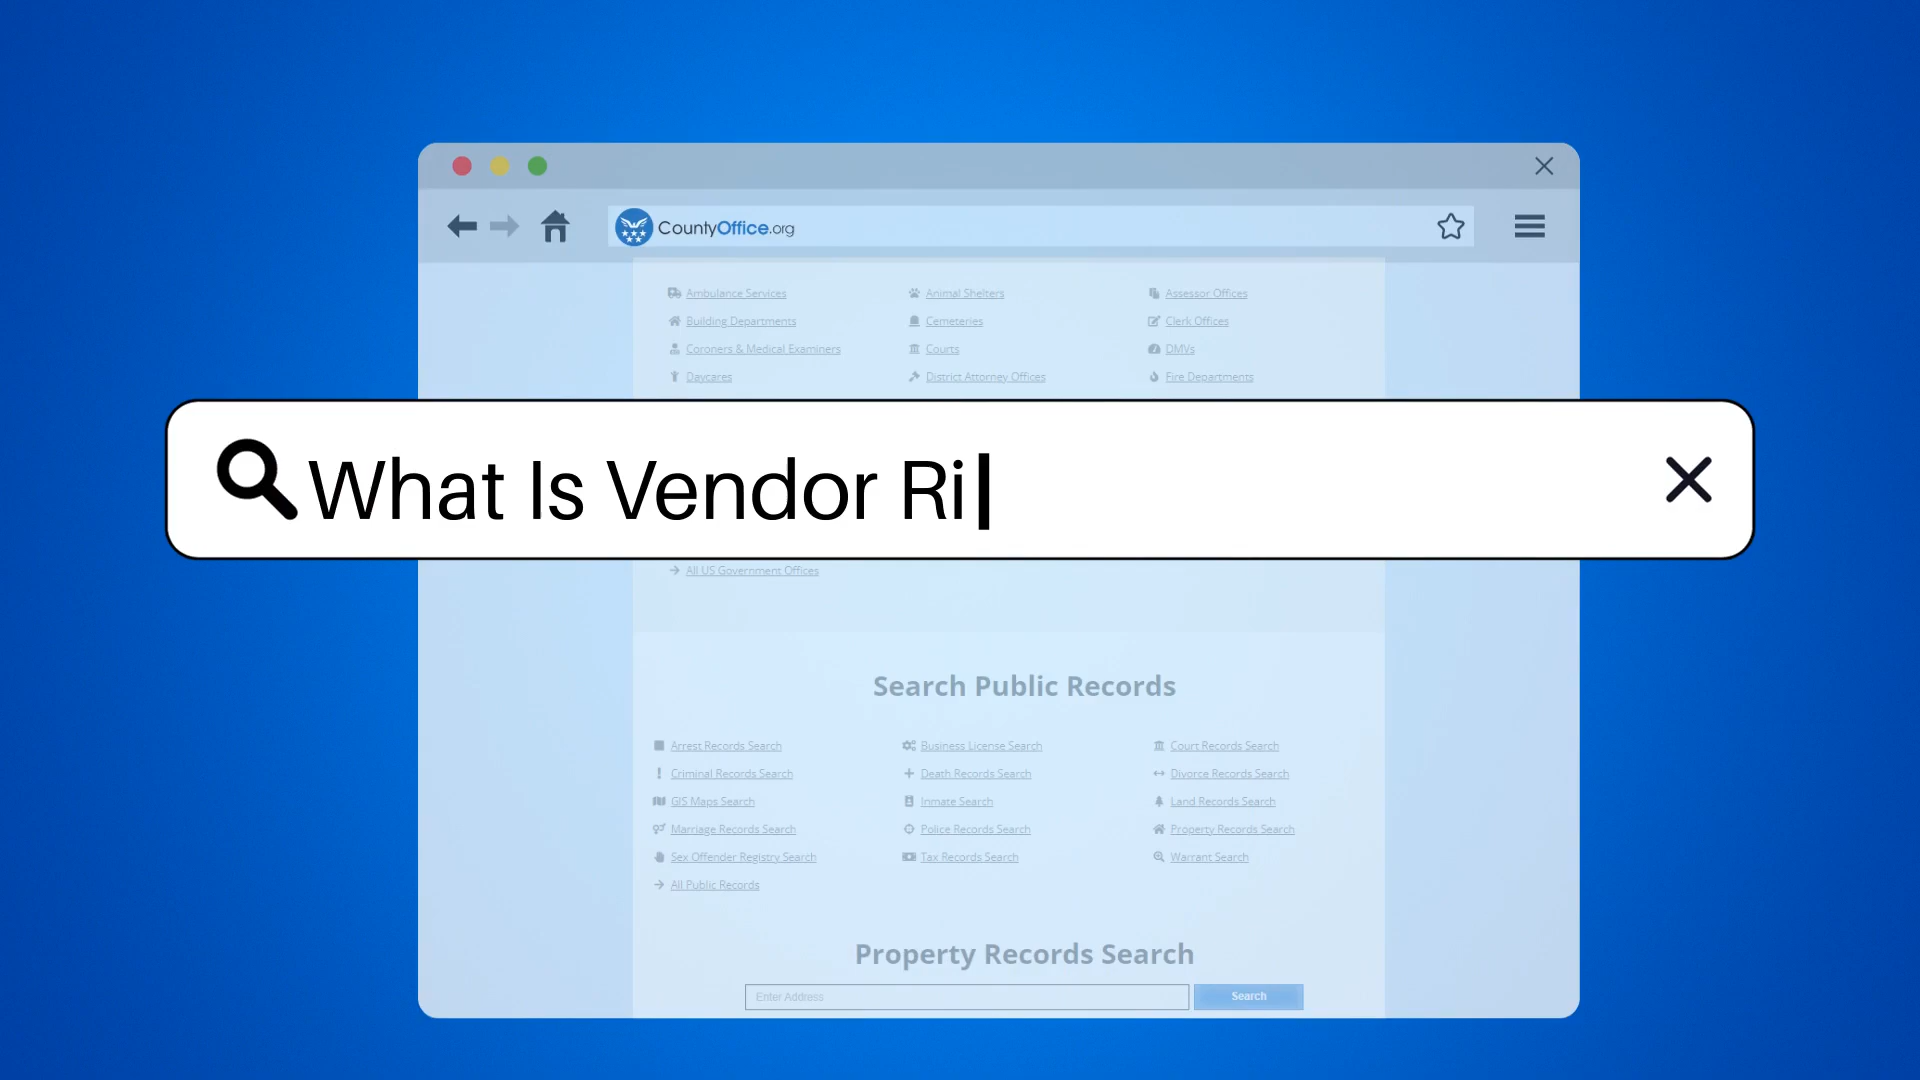 CountyOffice.org
Ambulance Services Animal Shelters Assessor Offices
Building Departments Cemeteries Clerk Offices
Coroners & Medical Examiners Courts DMVs
Daycares District Attorney Offices Fire Departments
What Is Vendor Ri
All US Government Offices
Search Public Records
Arrest Records Search Business License Search Court Records Search
Criminal Records Search Death Records Search Divorce Records Search
GIS Maps Search Inmate Search Land Records Search
Marriage Records Search Police Records Search Property Records Search
Sex Offender Registry Search Tax Records Search Warrant Search
All Public Records
Property Records Search
Enter Address Search